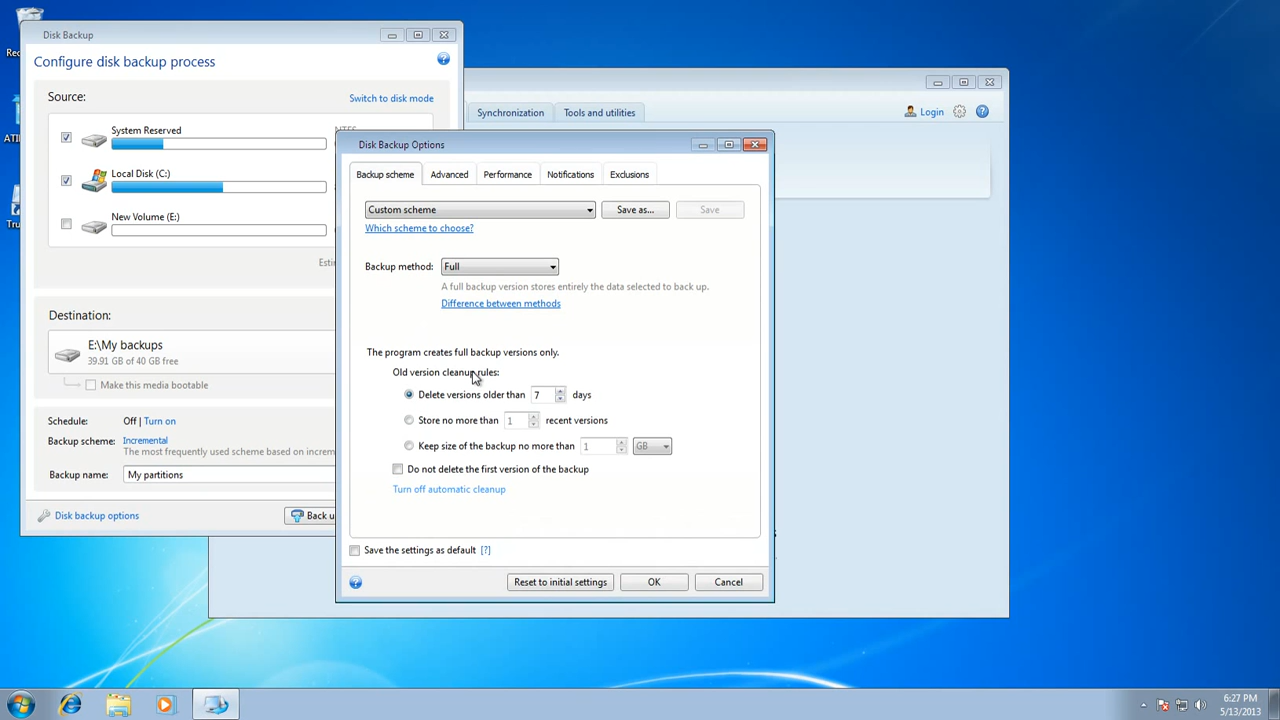 Disk Backup
Configure disk backup process
Source:
Switch to disk mode
System Reserved
Local Disk (C:)
New Volume (E:)
Destination:
E:\My backups
39.91 GB of 40 GB free
Make this media bootable
Schedule:
Off | Turn on
Backup scheme:
Incremental
The most frequently used scheme based on increm
Backup name:
My partitions
Disk backup options
Back u
Synchronization
Tools and utilities
Login
Disk Backup Options
Backup scheme
Advanced
Performance
Notifications
Exclusions
Custom scheme
Save as...
Save
Which scheme to choose?
Backup method:
Full
A full backup version stores entirely the data selected to back up.
Difference between methods
The program creates full backup versions only.
Old version cleanup rules:
Delete versions older than 7 days
Store no more than 1 recent versions
Keep size of the backup no more than 1 GB
Do not delete the first version of the backup
Turn off automatic cleanup
Save the settings as default [?]
Reset to initial settings
OK
Cancel
6:27 PM
5/13/2013